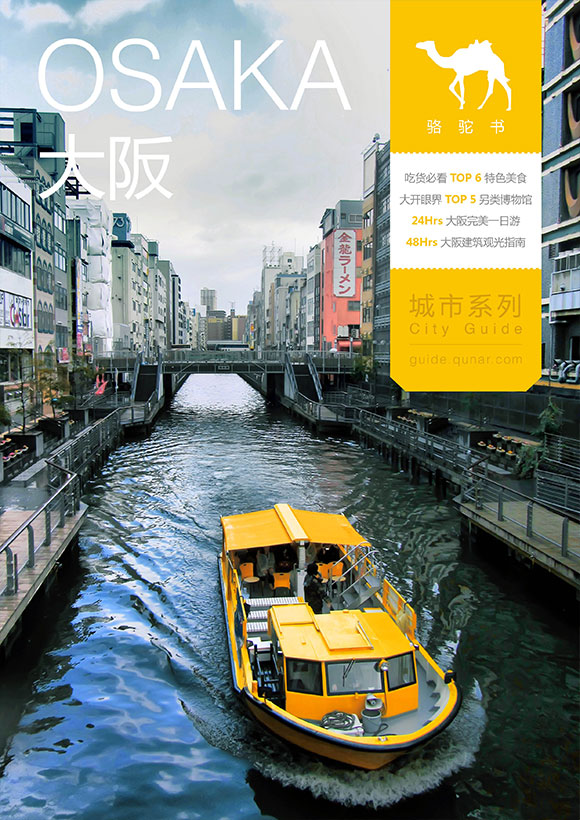 OSAKA
大阪
骆驼书
吃货必看 TOP 6 特色美食
大开眼界 TOP 5 另类博物馆
24Hrs 大阪完美一日游
48Hrs 大阪建筑观光指南
城市系列
City Guide
guide.qunar.com
金龍ラーメン